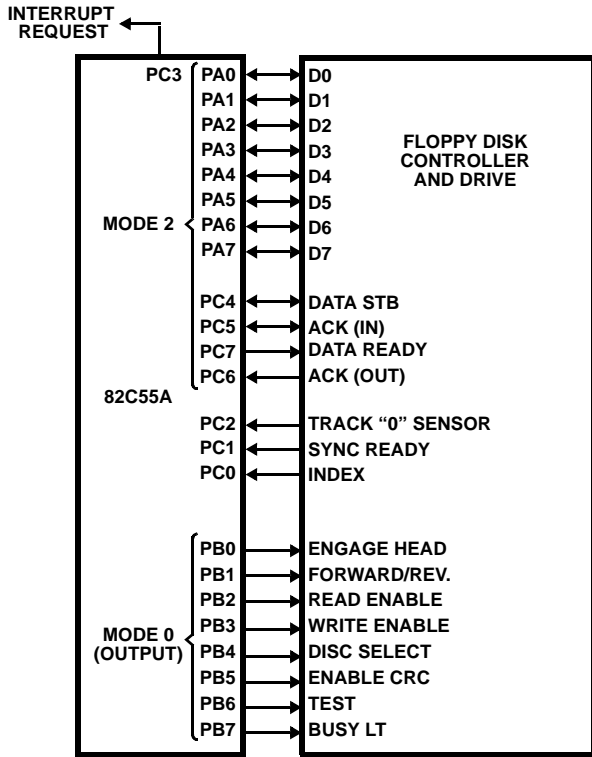 INTERRUPT
REQUEST
PC3 PA0 D0
PA1 D1
PA2 D2
PA3 D3
PA4 D4
PA5 D5
PA6 D6
PA7 D7
MODE 2
FLOPPY DISK
CONTROLLER
AND DRIVE
PC4 DATA STB
PC5 ACK (IN)
PC7 DATA READY
PC6 ACK (OUT)
82C55A
PC2 TRACK “0” SENSOR
PC1 SYNC READY
PC0 INDEX
PB0 ENGAGE HEAD
PB1 FORWARD/REV.
PB2 READ ENABLE
PB3 WRITE ENABLE
PB4 DISC SELECT
PB5 ENABLE CRC
PB6 TEST
PB7 BUSY LT
MODE 0
(OUTPUT)